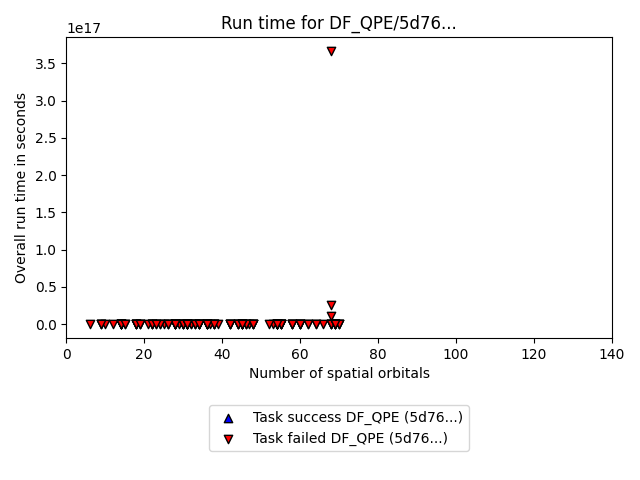 Run time for DF_QPE/5d76...
1e17
3.5
3.0
2.5
2.0
1.5
1.0
0.5
0.0
Overall run time in seconds
0 20 40 60 80 100 120 140
Number of spatial orbitals
Task success DF_QPE (5d76...)
Task failed DF_QPE (5d76...)